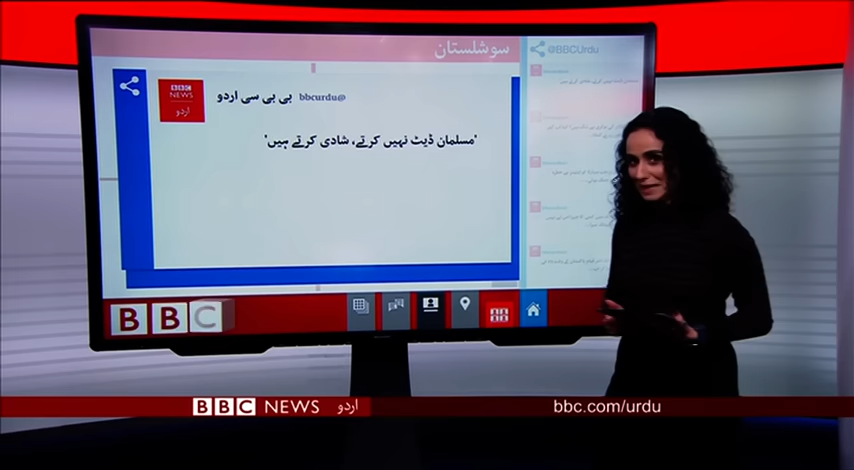 سوشلستان
@BBCUrdu
BBC
NEWS
اردو
بی بی سی اردو @bbcurdu
'مسلمان ڈیٹ نہیں کرتے، شادی کرتے ہیں'
BBC
BBC NEWS اردو
bbc.com/urdu